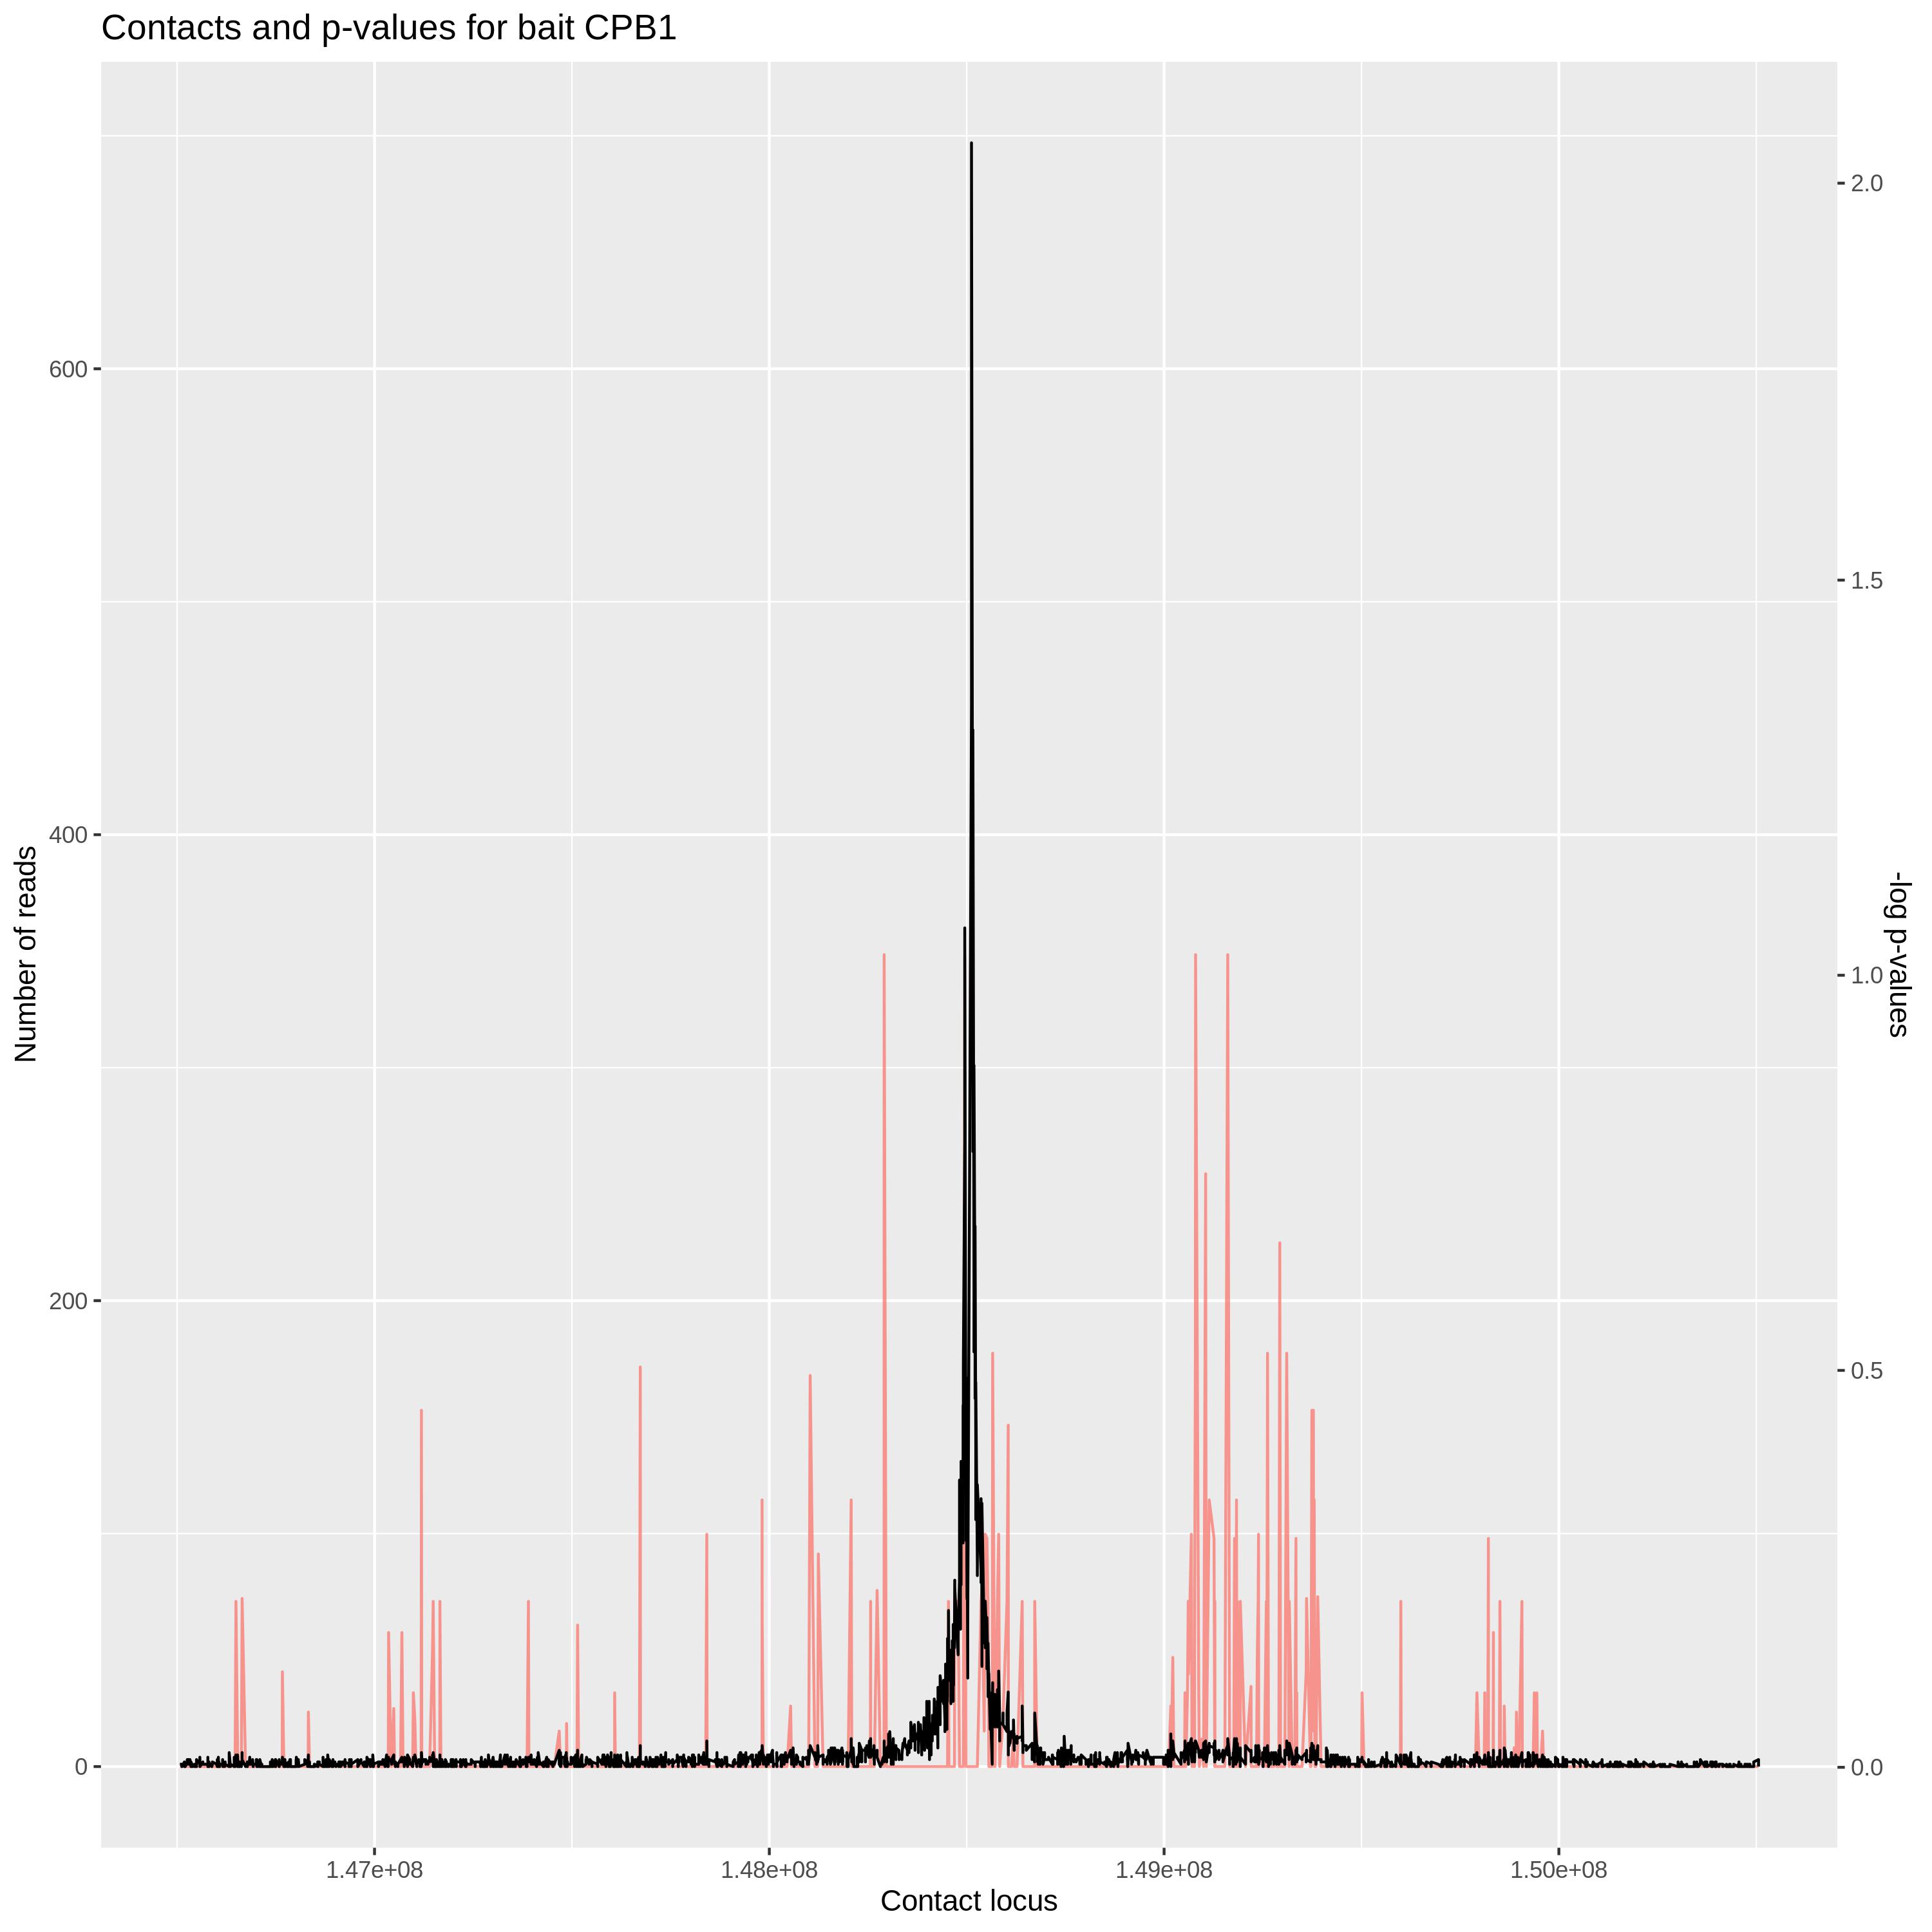 Contacts and p-values for bait CPB1
Number of reads
600
400
200
0
2.0
1.5
1.0
0.5
0.0
-log p-values
1.47e+08
1.48e+08
1.49e+08
1.50e+08
Contact locus